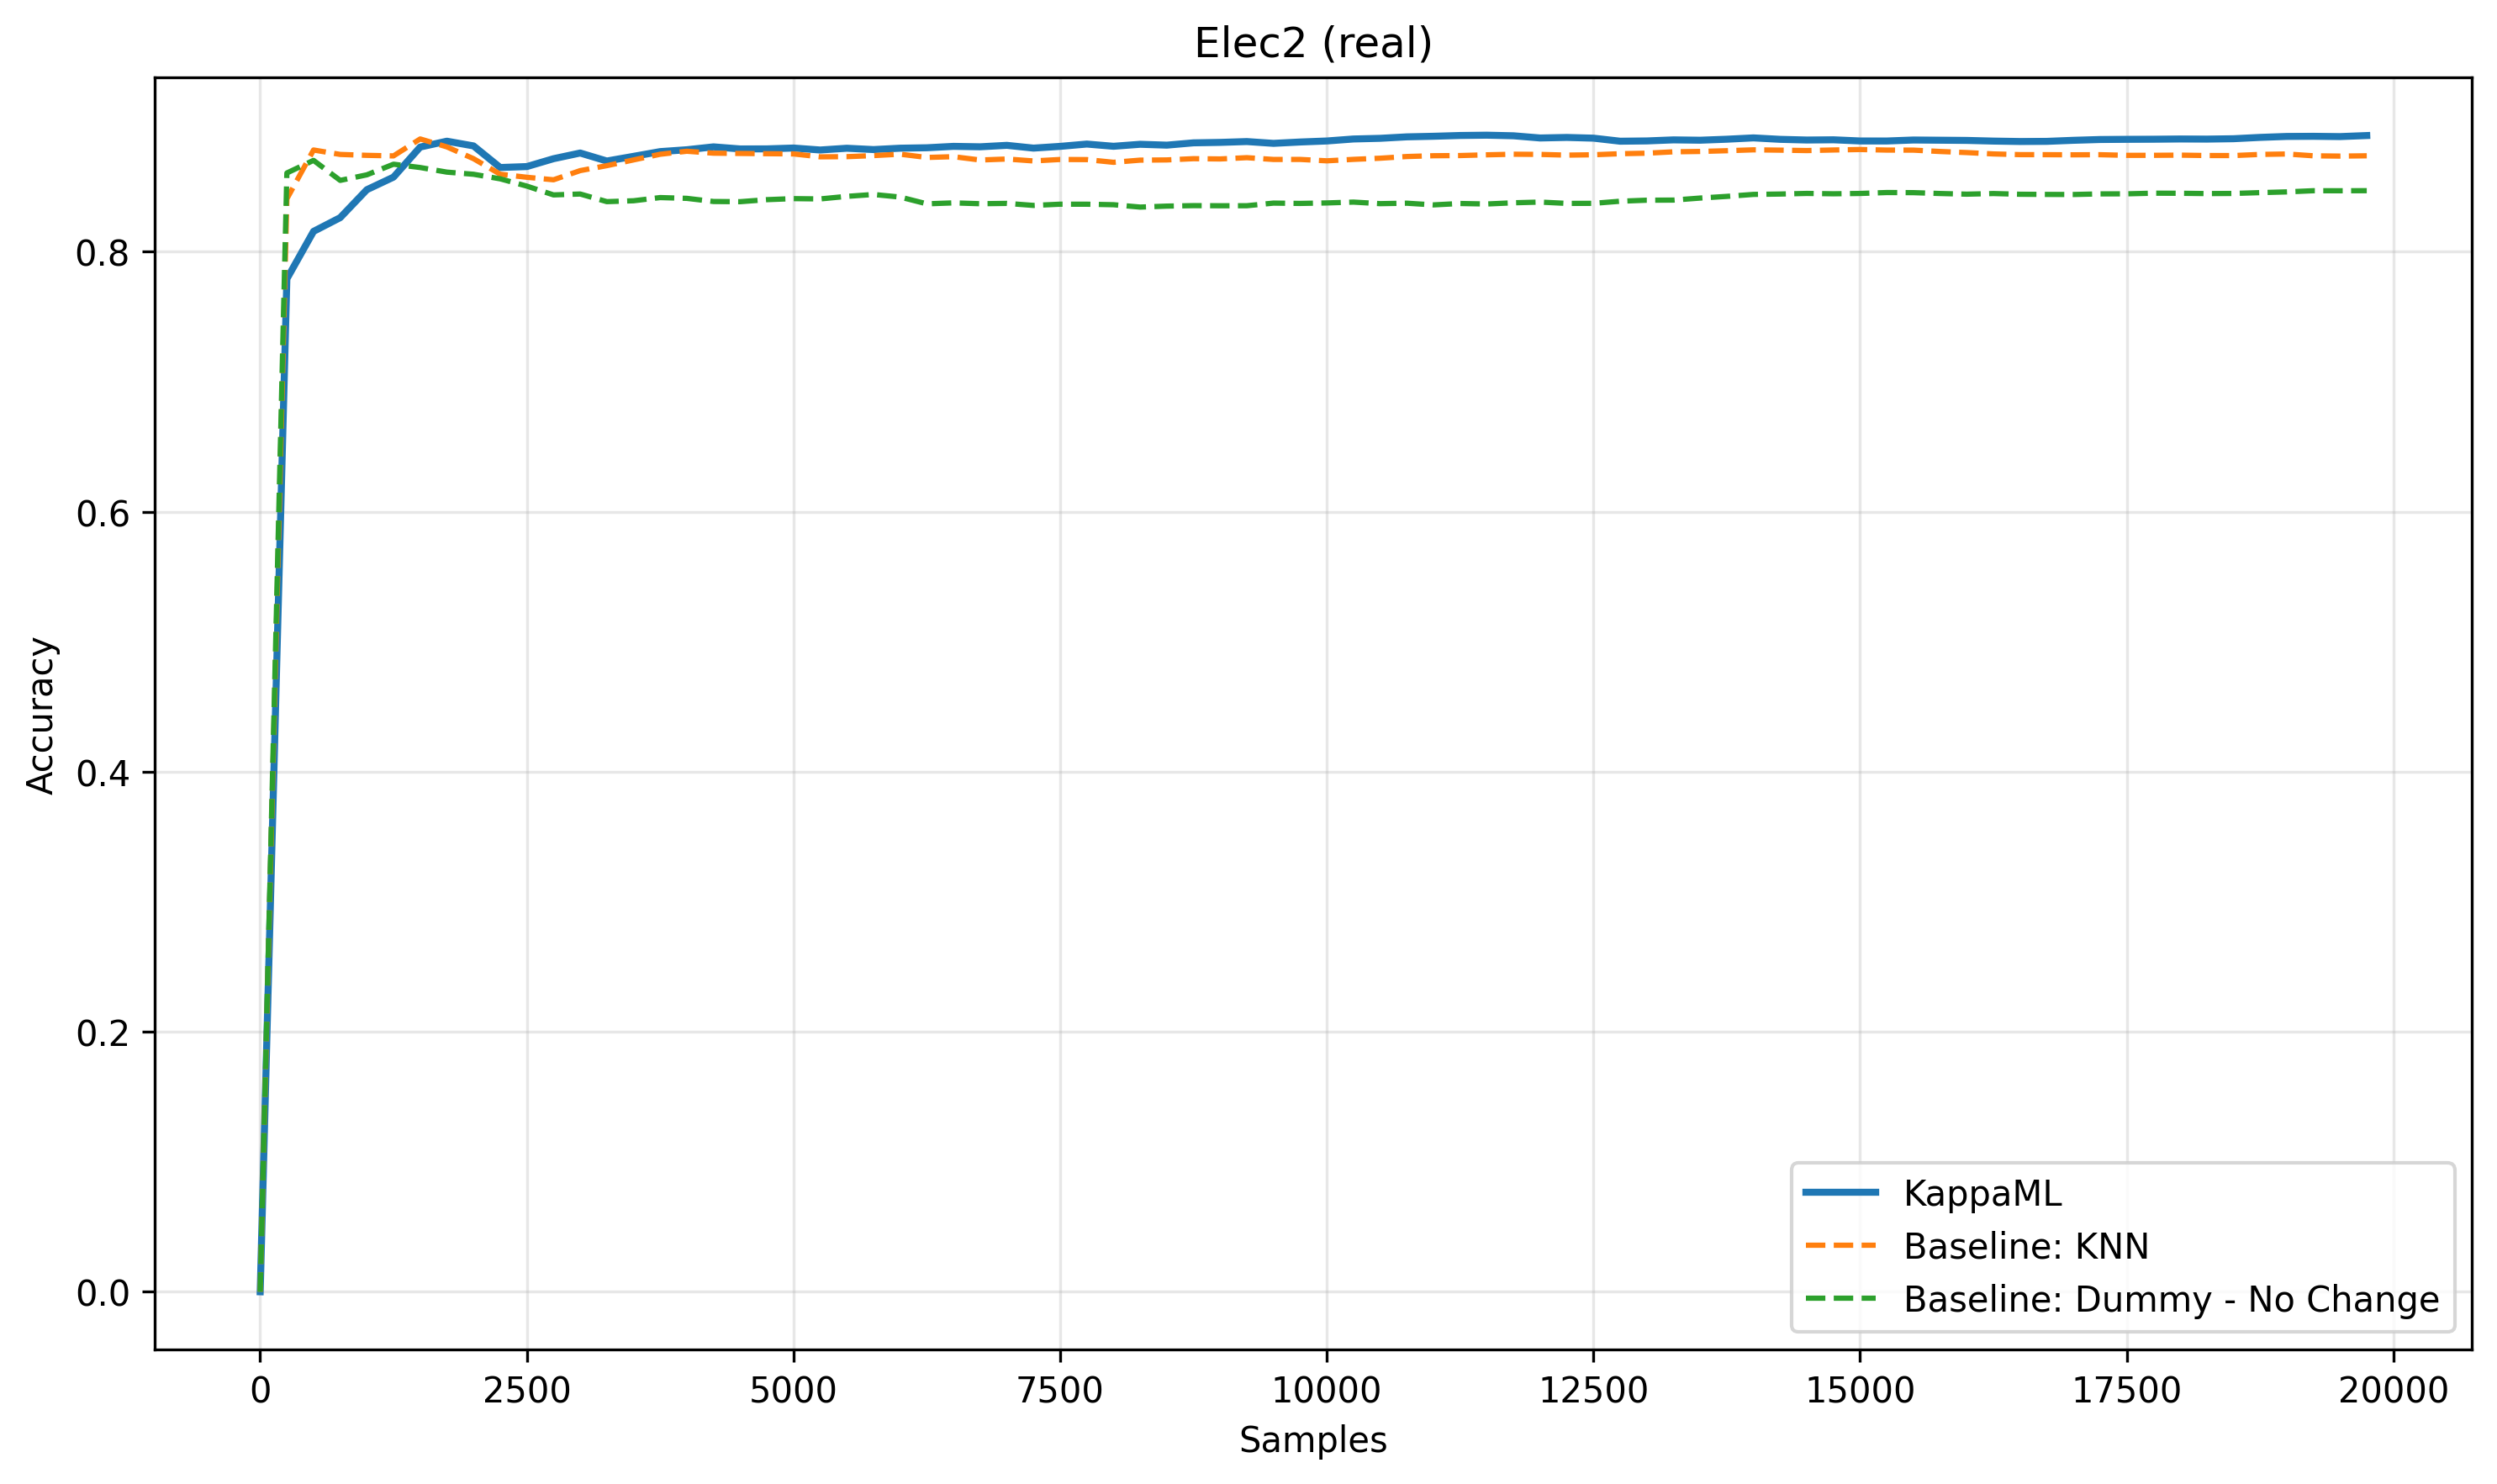 Elec2 (real)
Accuracy
0.8
0.6
0.4
0.2
0.0
0 2500 5000 7500 10000 12500 15000 17500 20000
Samples
KappaML
Baseline: KNN
Baseline: Dummy - No Change